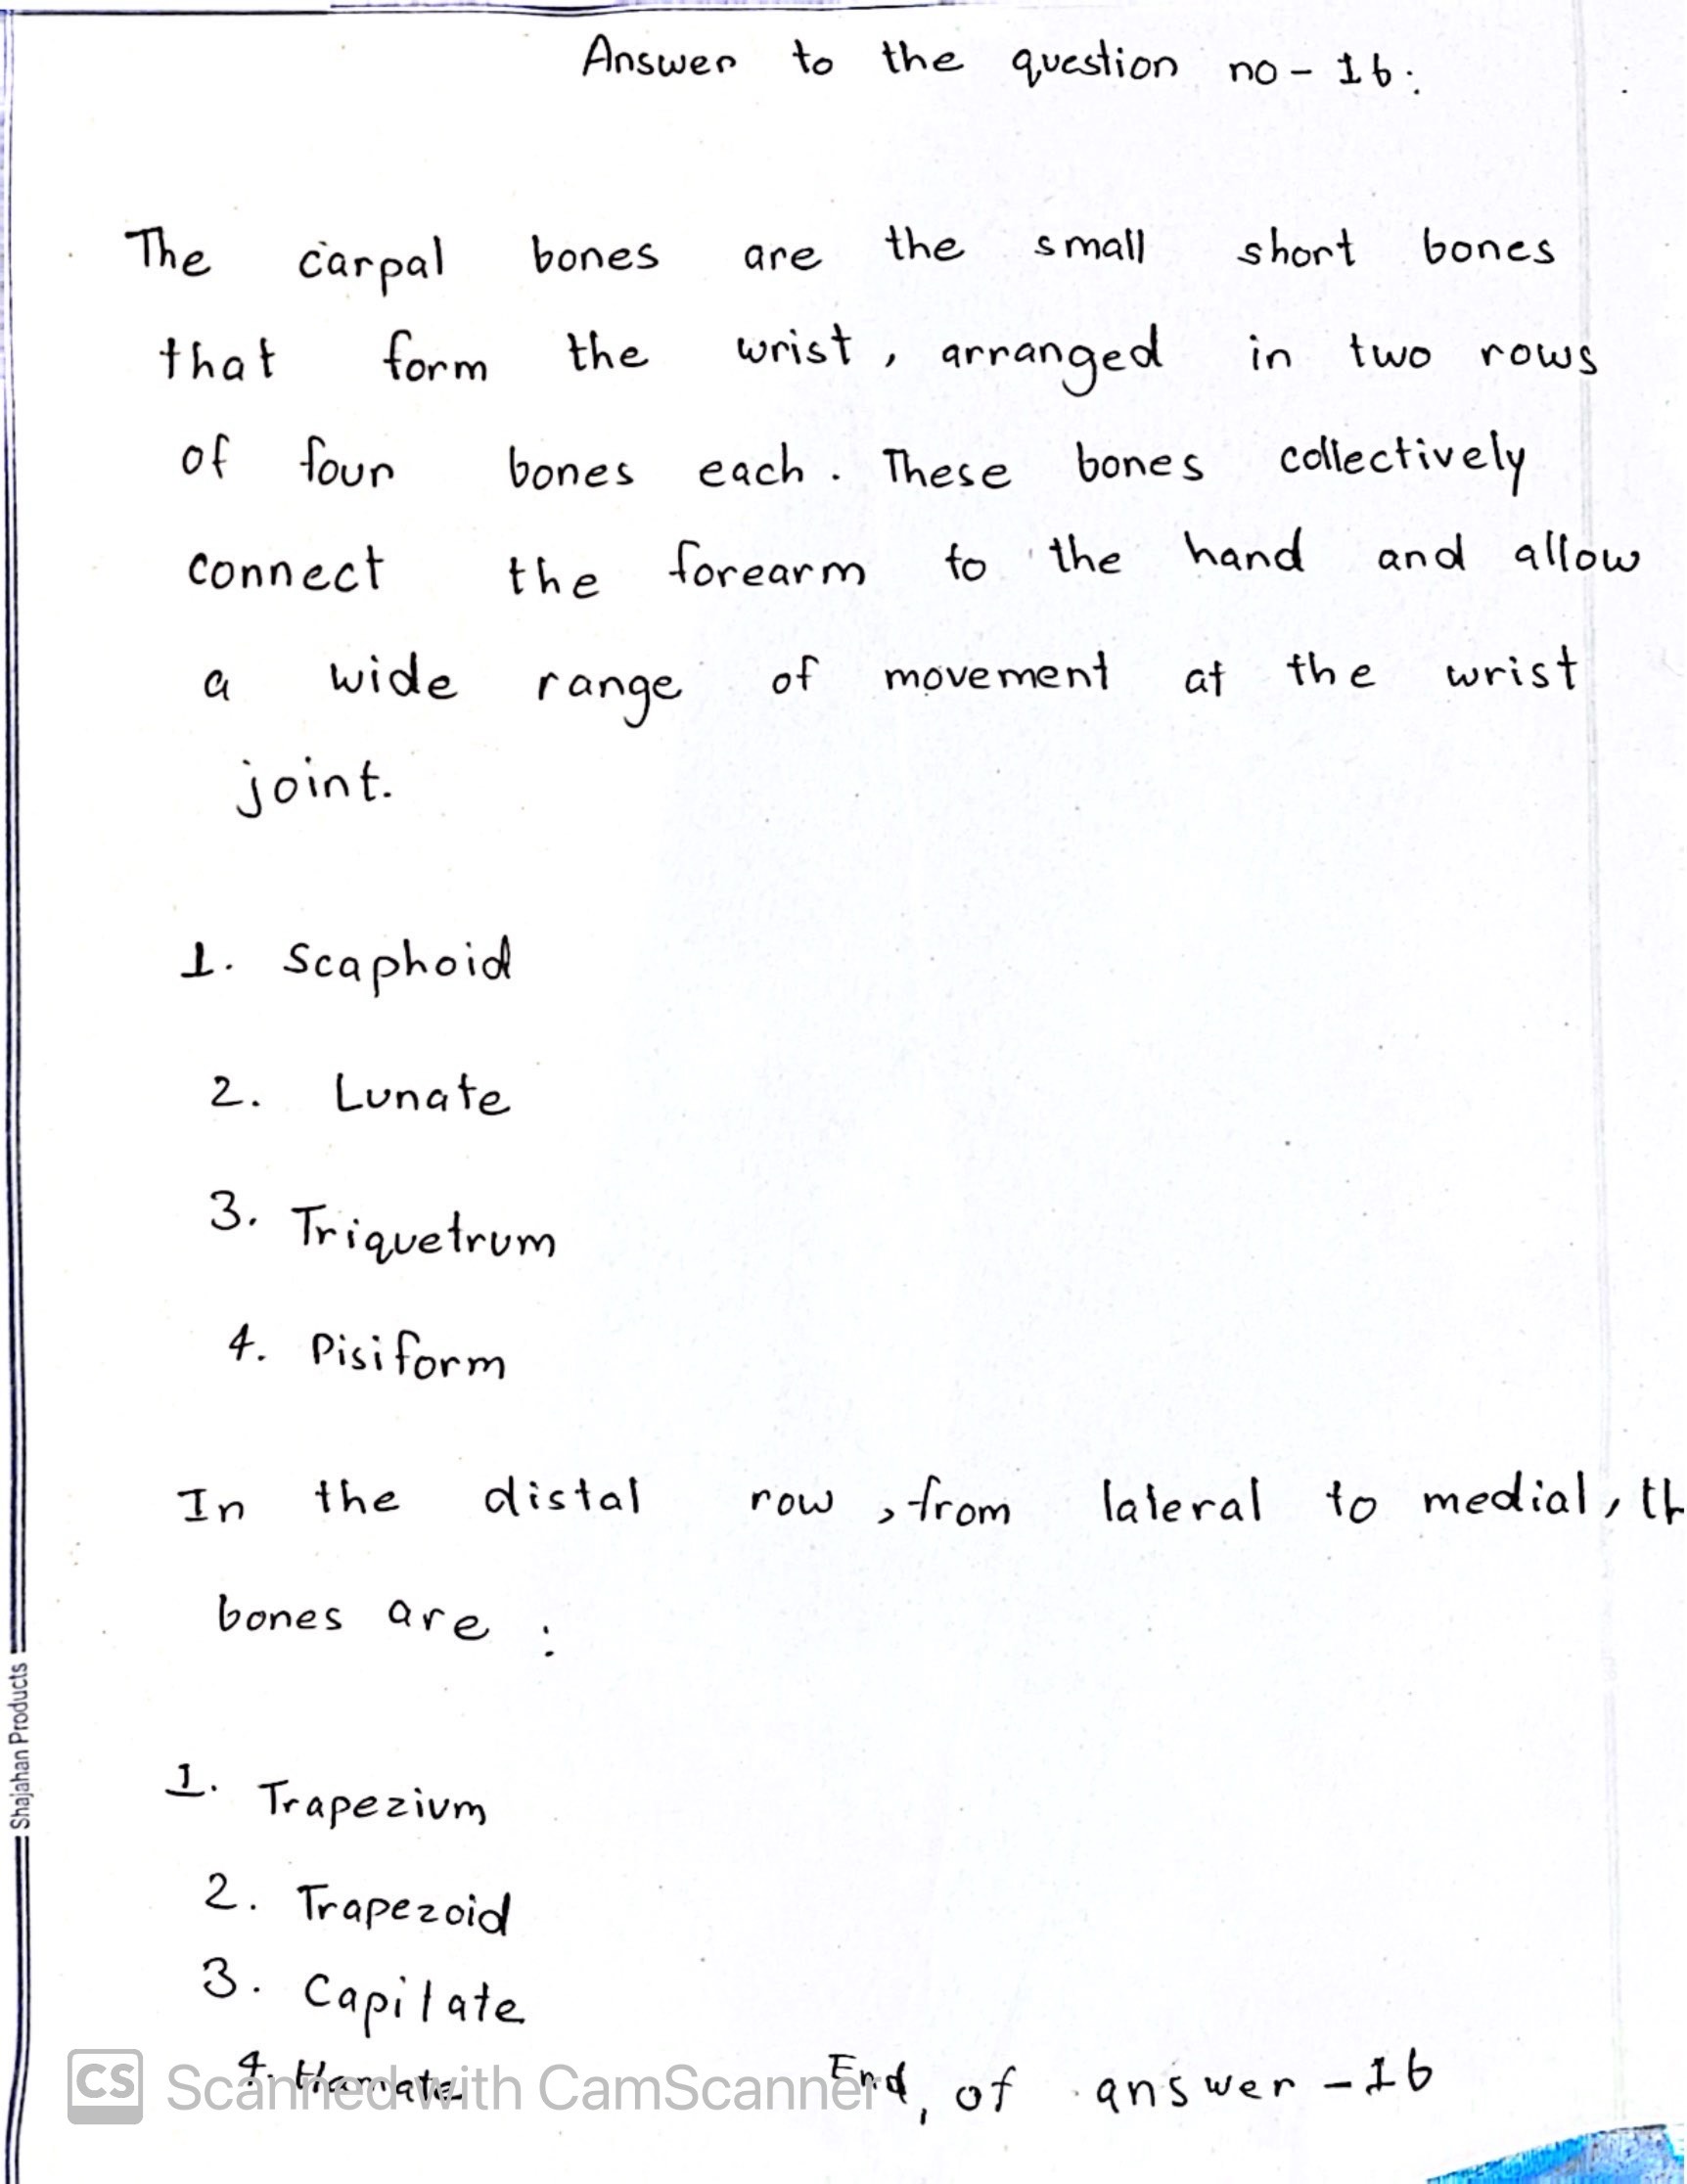 Answer to the question no - 16.
The carpal bones are the small short bones
that form the wrist, arranged in two rows
of four bones each. These bones collectively
connect the forearm to the hand and allow
a wide range of movement at the wrist
joint.
1. Scaphoid
2. Lunate
3. Triquetrum
4. Pisiform
In the distal row, from lateral to medial, th
bones are :
1. Trapezium
2. Trapezoid
3. Capitate
4. Hamate
End, of answer - 16
CS Scanned with CamScanner
Shajahan Products